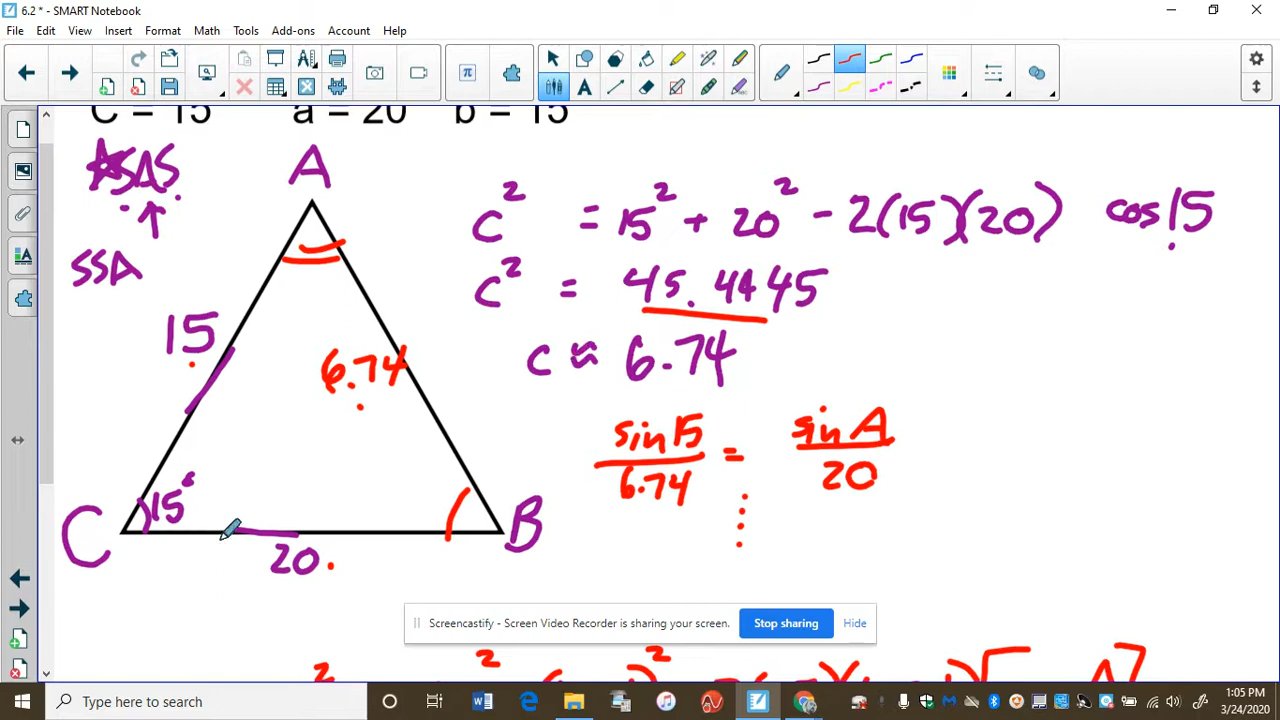 6.2 * - SMART Notebook
File Edit View Insert Format Math Tools Add-ons Account Help
C = 15 a = 20 b = 15
SAS
SSA
A
15
6.74
C
15°
20
B
c² = 15² + 20² - 2(15)(20) cos 15
c² = 45.4445
c ≈ 6.74
sin 15 / 6.74 = sin A / 20
Screencastify - Screen Video Recorder is sharing your screen. Stop sharing Hide
Type here to search
1:05 PM
3/24/2020